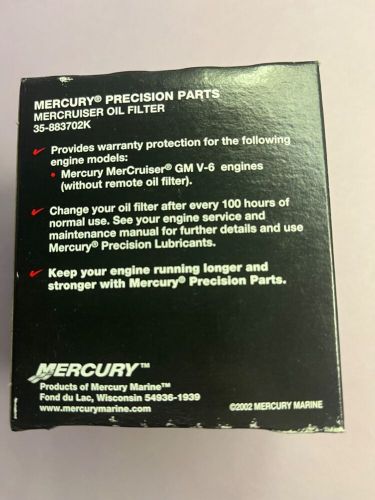 MERCURY® PRECISION PARTS
MERCRUISER OIL FILTER
35-883702K
✓ Provides warranty protection for the following
engine models:
• Mercury MerCruiser® GM V-6 engines
(without remote oil filter).
✓ Change your oil filter after every 100 hours of
normal use. See your engine service and
maintenance manual for further details and use
Mercury® Precision Lubricants.
✓ Keep your engine running longer and
stronger with Mercury® Precision Parts.
MERCURY™
Products of Mercury Marine™
Fond du Lac, Wisconsin 54936-1939
www.mercurymarine.com
©2002 MERCURY MARINE